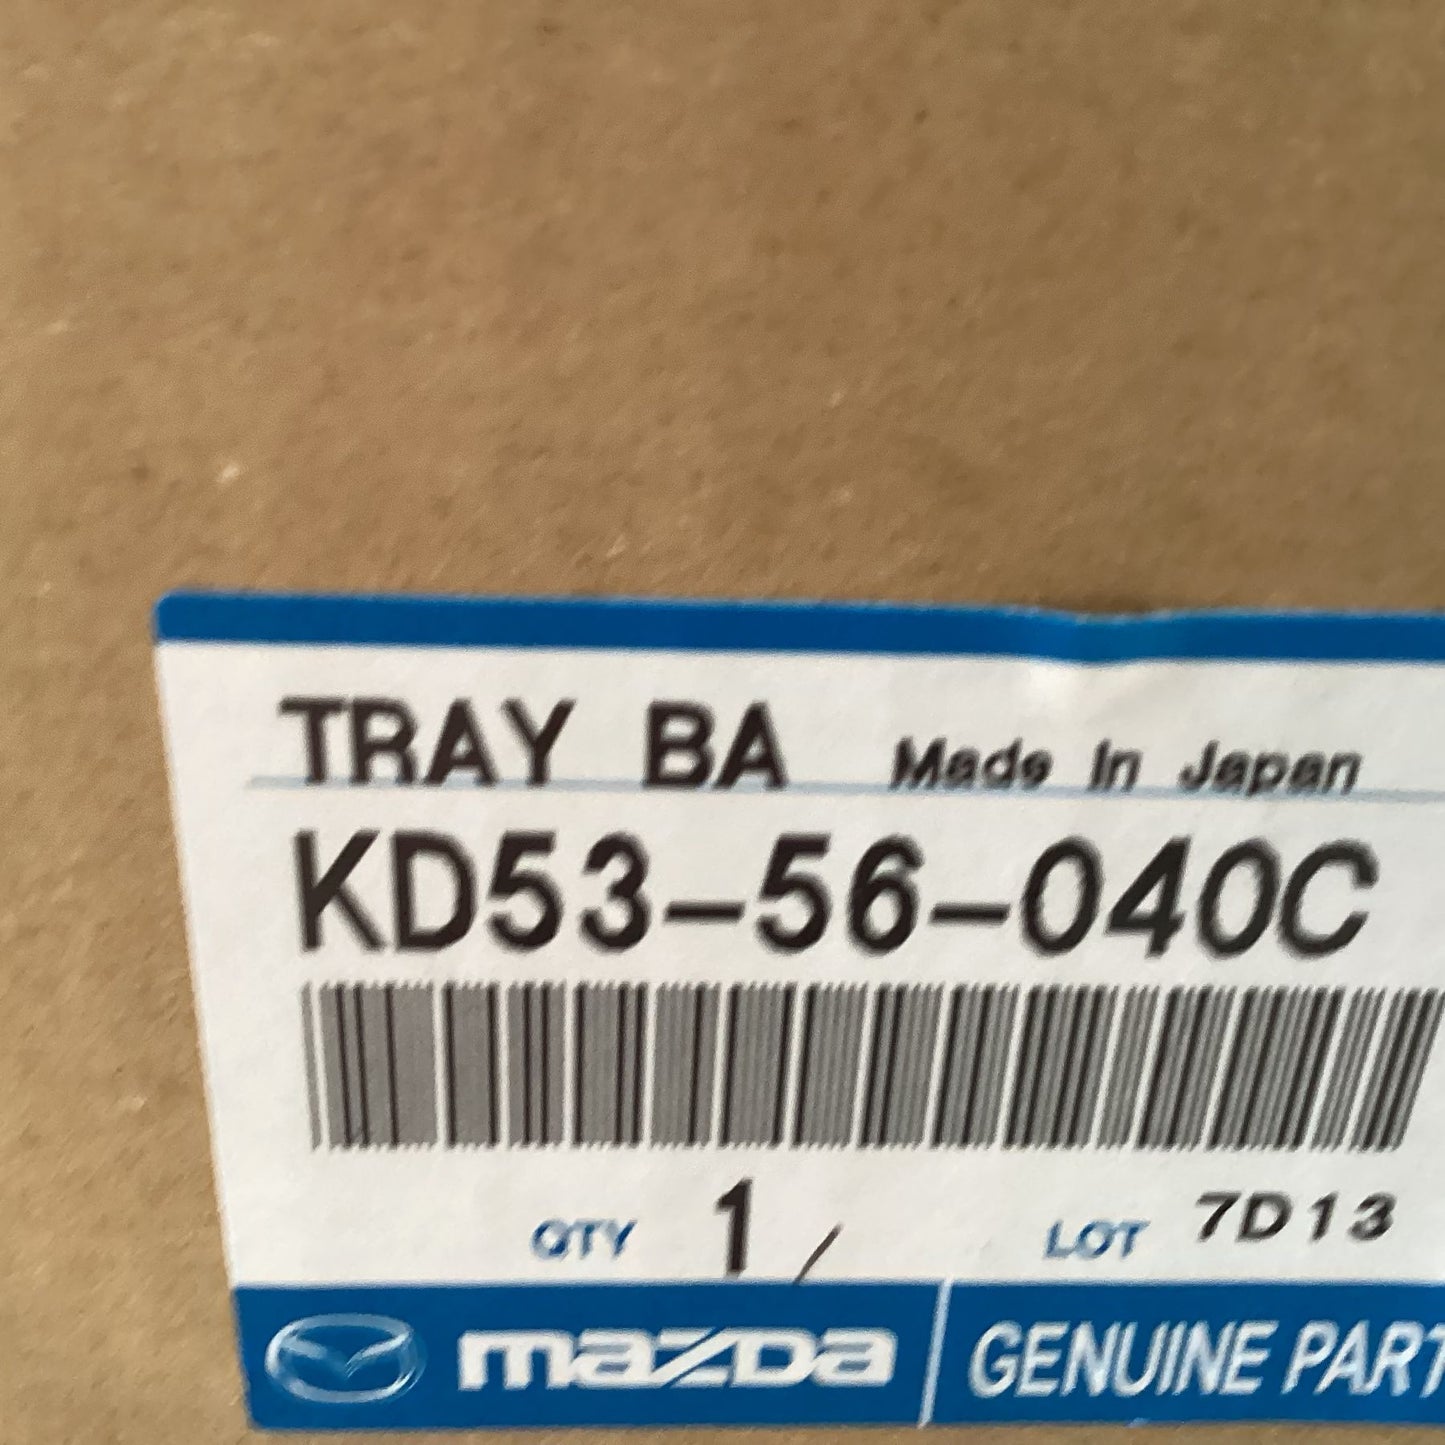 TRAY BA Made In Japan
KD53-56-040C
QTY 1 / LOT 7D13
mazDa GENUINE PART